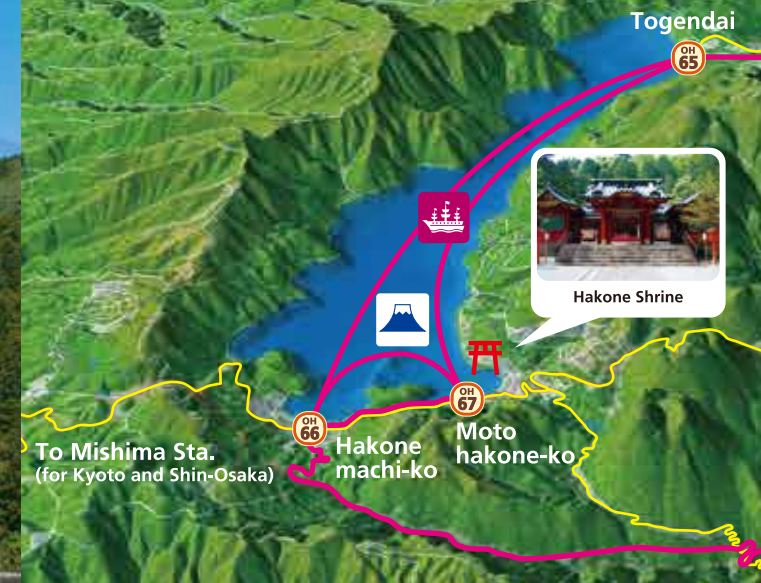 Togendai
OH
65
Hakone Shrine
OH
67
Moto
hakone-ko
OH
66
Hakone
machi-ko
To Mishima Sta.
(for Kyoto and Shin-Osaka)